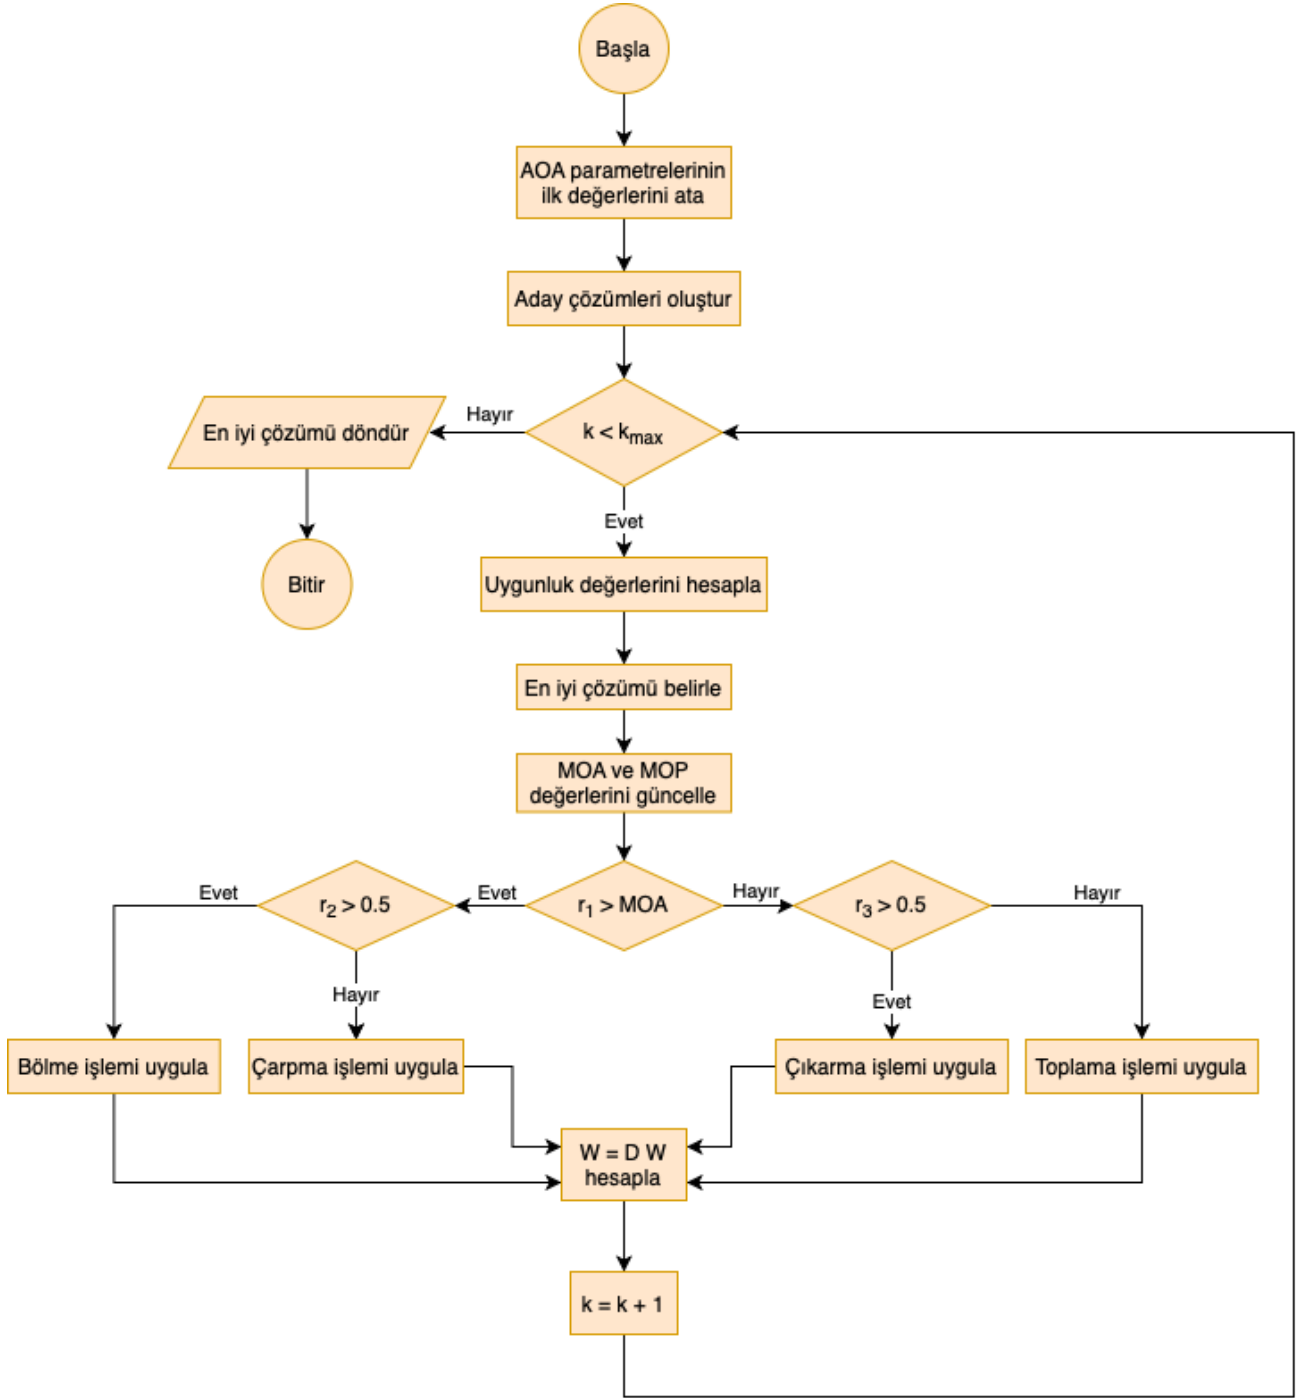 Başla
AOA parametrelerinin
ilk değerlerini ata
Aday çözümleri oluştur
k < kmax
Hayır
En iyi çözümü döndür
Bitir
Evet
Uygunluk değerlerini hesapla
En iyi çözümü belirle
MOA ve MOP
değerlerini güncelle
r1 > MOA
Evet
r2 > 0.5
Evet
Hayır
r3 > 0.5
Hayır
Hayır
Evet
Bölme işlemi uygula
Çarpma işlemi uygula
Çıkarma işlemi uygula
Toplama işlemi uygula
W = D W
hesapla
k = k + 1